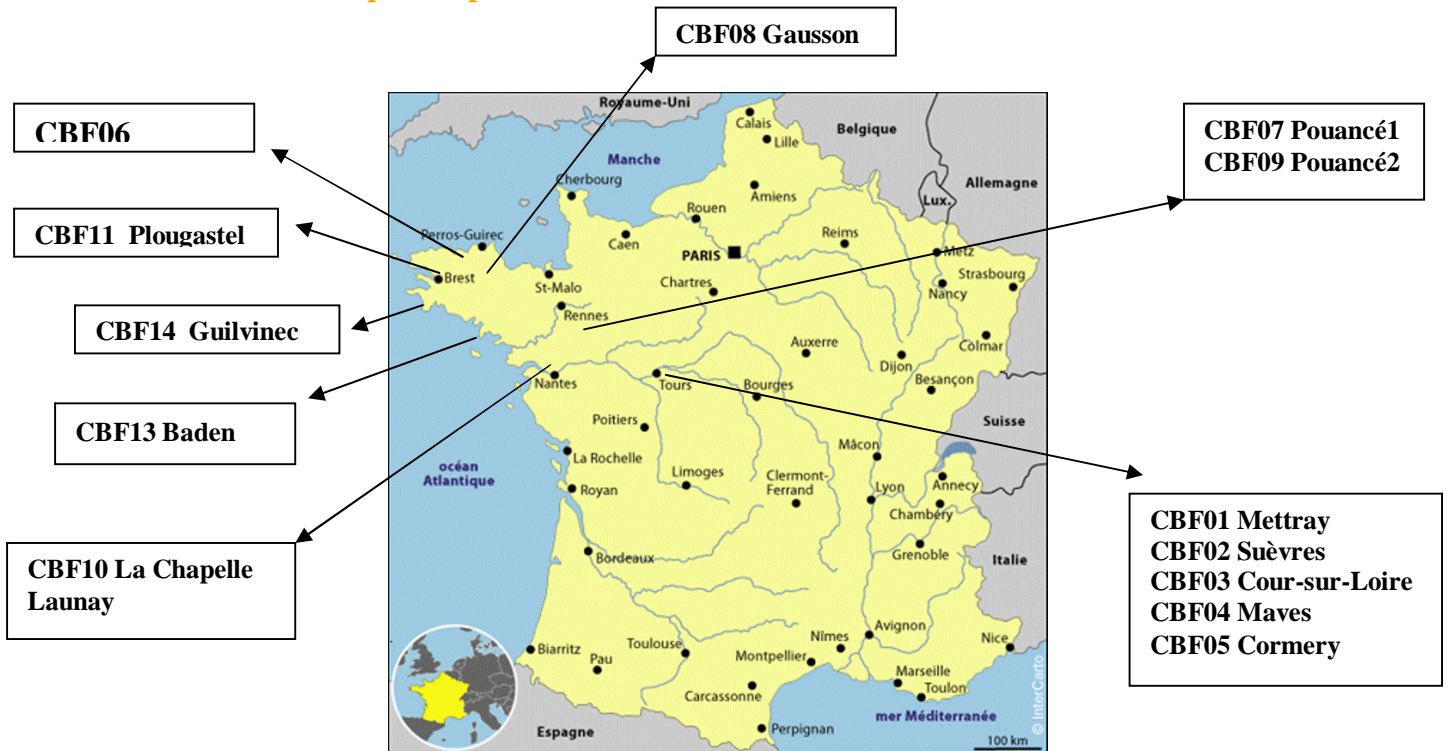 CBF08 Gausson
CBF06
CBF07 Pouancé1
CBF09 Pouancé2
CBF11 Plougastel
CBF14 Guilvinec
CBF13 Baden
CBF10 La Chapelle
Launay
CBF01 Mettray
CBF02 Suèvres
CBF03 Cour-sur-Loire
CBF04 Maves
CBF05 Cormery
Royaume-Uni
Calais
Belgique
Lille
Manche
Allemagne
Cherbourg
Amiens
Lux.
Rouen
Perros-Guirec
Caen
Reims
PARIS
Metz
Brest
St-Malo
Chartres
Strasbourg
Nancy
Rennes
Auxerre
Colmar
Dijon
Nantes
Tours
Bourges
Besançon
Poitiers
Suisse
Mâcon
océan
Atlantique
La Rochelle
Limoges
Clermont-
Ferrand
Annecy
Royan
Lyon
Chambéry
Bordeaux
Grenoble
Italie
Avignon
Biarritz
Toulouse
Nîmes
Nice
Pau
Montpellier
Marseille
Carcassonne
Toulon
mer Méditerranée
Espagne
Perpignan
100 km
© InterCarto